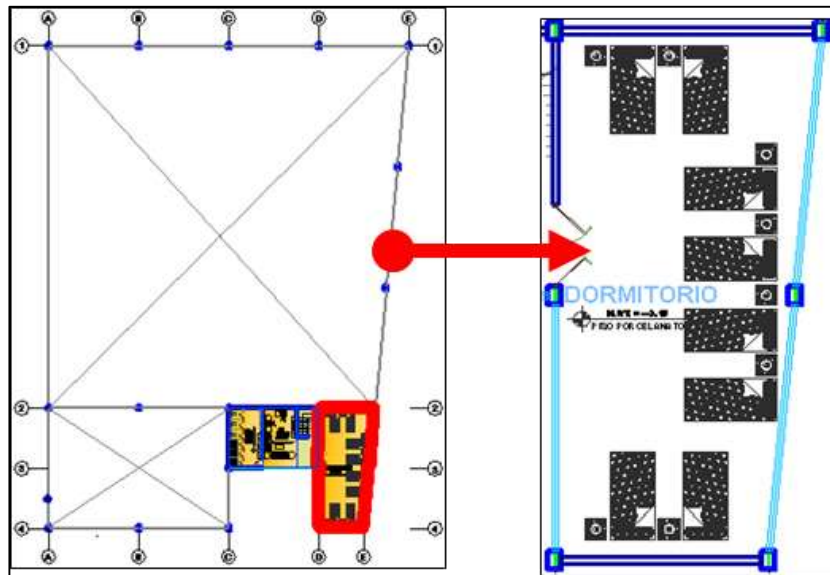 A B C D E
1 1
2 2
3 3
4 4
A B C D E
DORMITORIO
PISO PORCELANATO